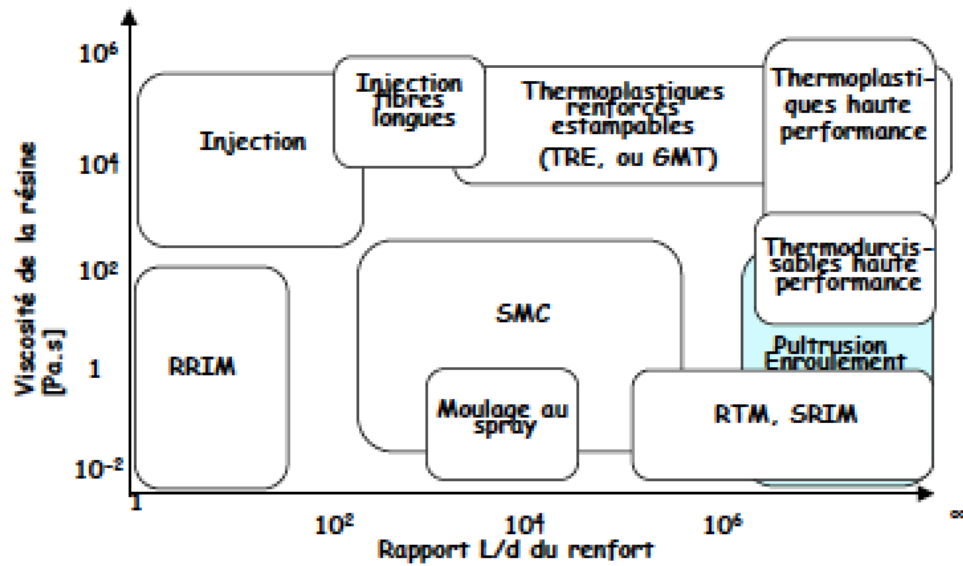 10⁶
10⁴
10²
1
10⁻²
Viscosité de la résine
[Pa.s]
Injection
Injection
fibres
longues
Thermoplastiques
renforcés
estampables
(TRE, ou GMT)
Thermoplasti-
ques haute
performance
Thermodurcis-
sables haute
performance
SMC
RRIM
Pultrusion
Enroulement
Moulage au
spray
RTM, SRIM
1
10²
10⁴
10⁶
∞
Rapport L/d du renfort